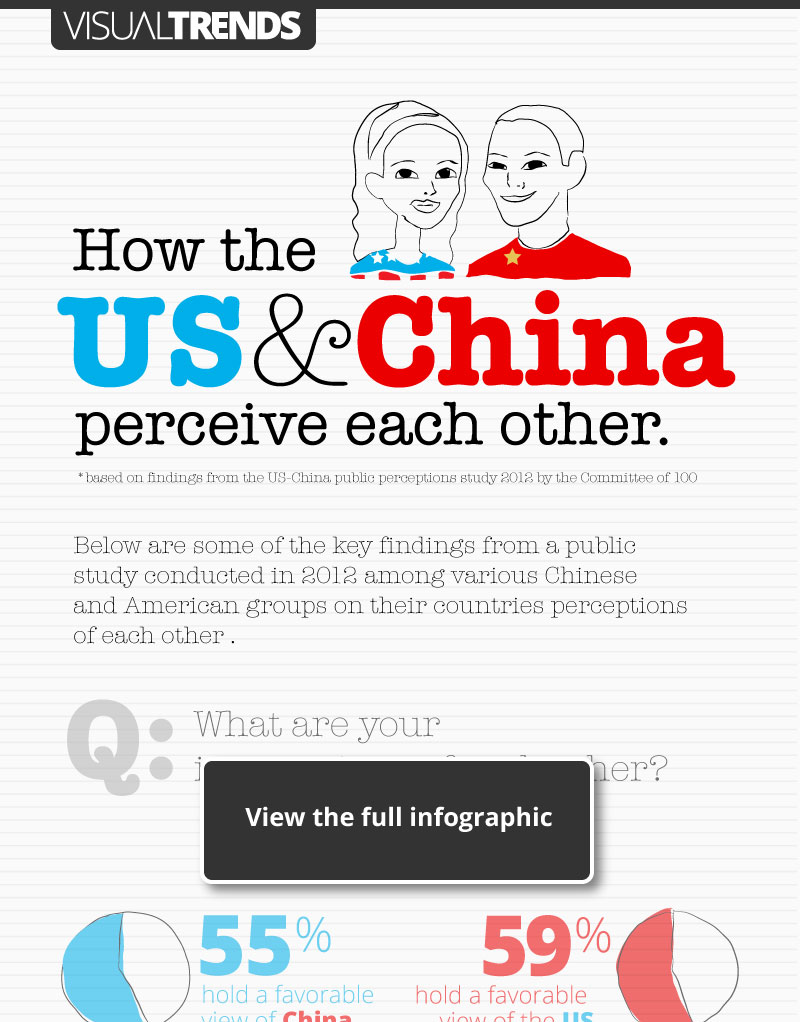 VISUALTRENDS
How the
US & China
perceive each other.
*based on findings from the US-China public perceptions study 2012 by the Committee of 100
Below are some of the key findings from a public
study conducted in 2012 among various Chinese
and American groups on their countries perceptions
of each other .
Q: What are your
her?
View the full infographic
55%
hold a favorable
view of China
59%
hold a favorable
view of the US